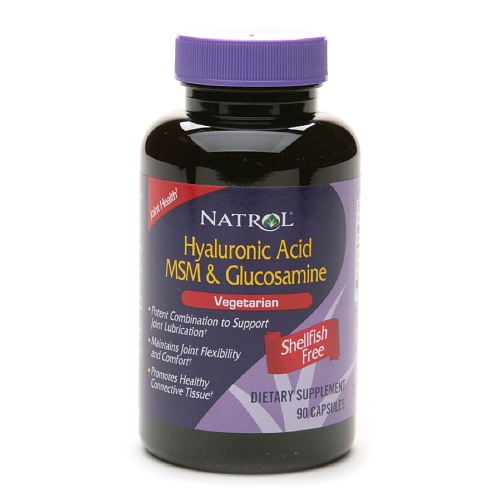 Joint Health†
NATROL
Hyaluronic Acid
MSM & Glucosamine
Vegetarian
• Potent Combination to Support
Joint Lubrication†
• Maintains Joint Flexibility
and Comfort†
• Promotes Healthy
Connective Tissue†
Shellfish
Free
DIETARY SUPPLEMENT
90 CAPSULES